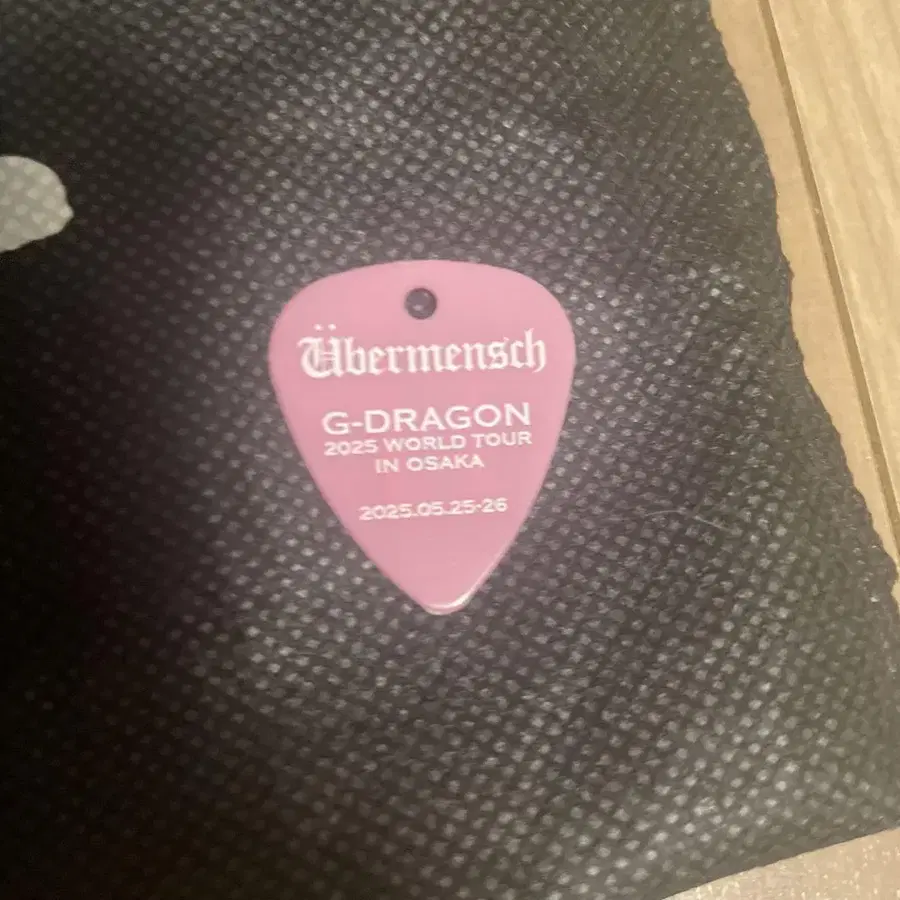 Übermensch
G-DRAGON
2025 WORLD TOUR
IN OSAKA
2025.05.25-26